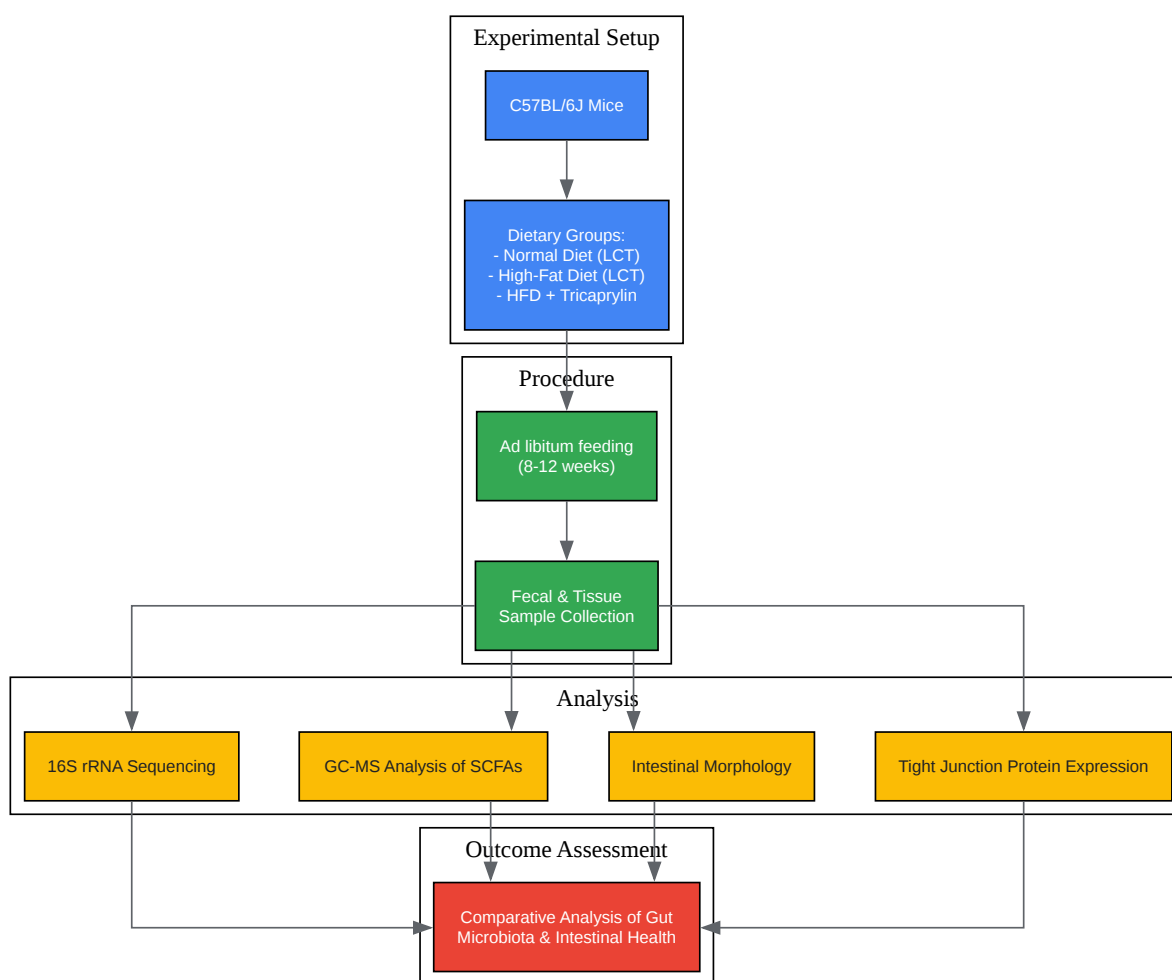 Experimental Setup
C57BL/6J Mice
Dietary Groups:
- Normal Diet (LCT)
- High-Fat Diet (LCT)
- HFD + Tricaprylin
Procedure
Ad libitum feeding
(8-12 weeks)
Fecal & Tissue
Sample Collection
Analysis
16S rRNA Sequencing
GC-MS Analysis of SCFAs
Intestinal Morphology
Tight Junction Protein Expression
Outcome Assessment
Comparative Analysis of Gut
Microbiota & Intestinal Health